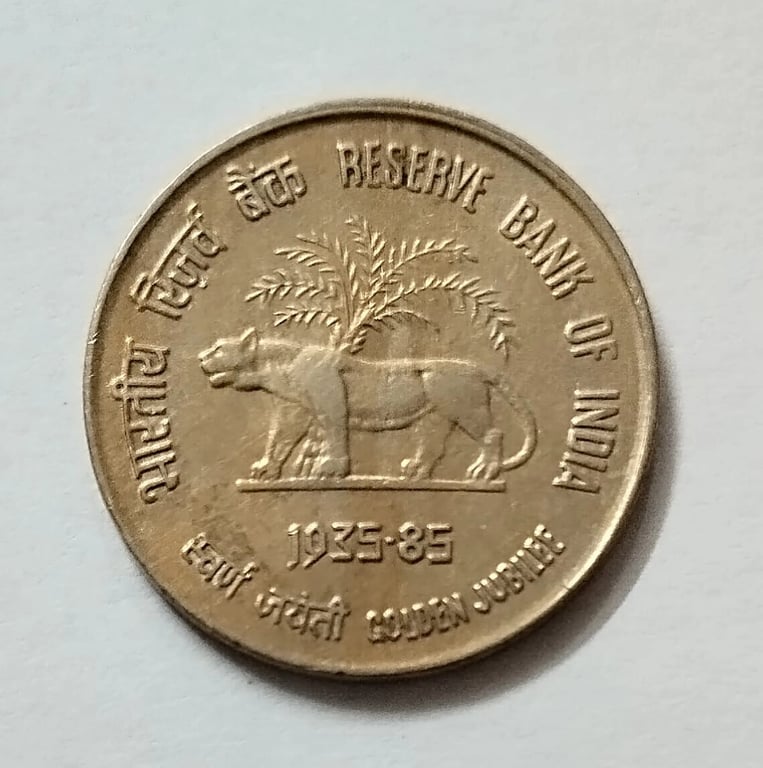 भारतीय रिज़र्व बैंक RESERVE BANK OF INDIA
1935-85
स्वर्ण जयंती GOLDEN JUBILEE